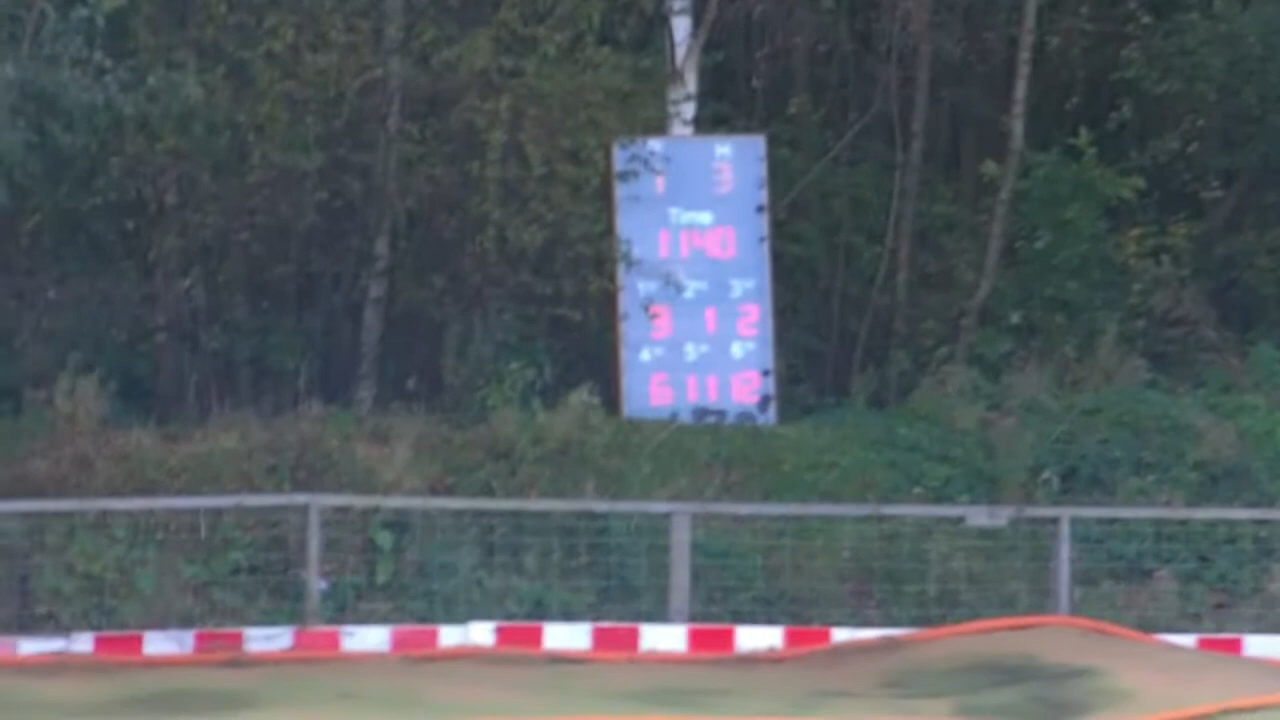 H
1 3
Time
1140
1st 2nd 3rd
3 1 2
4th 5th 6th
6 11 12